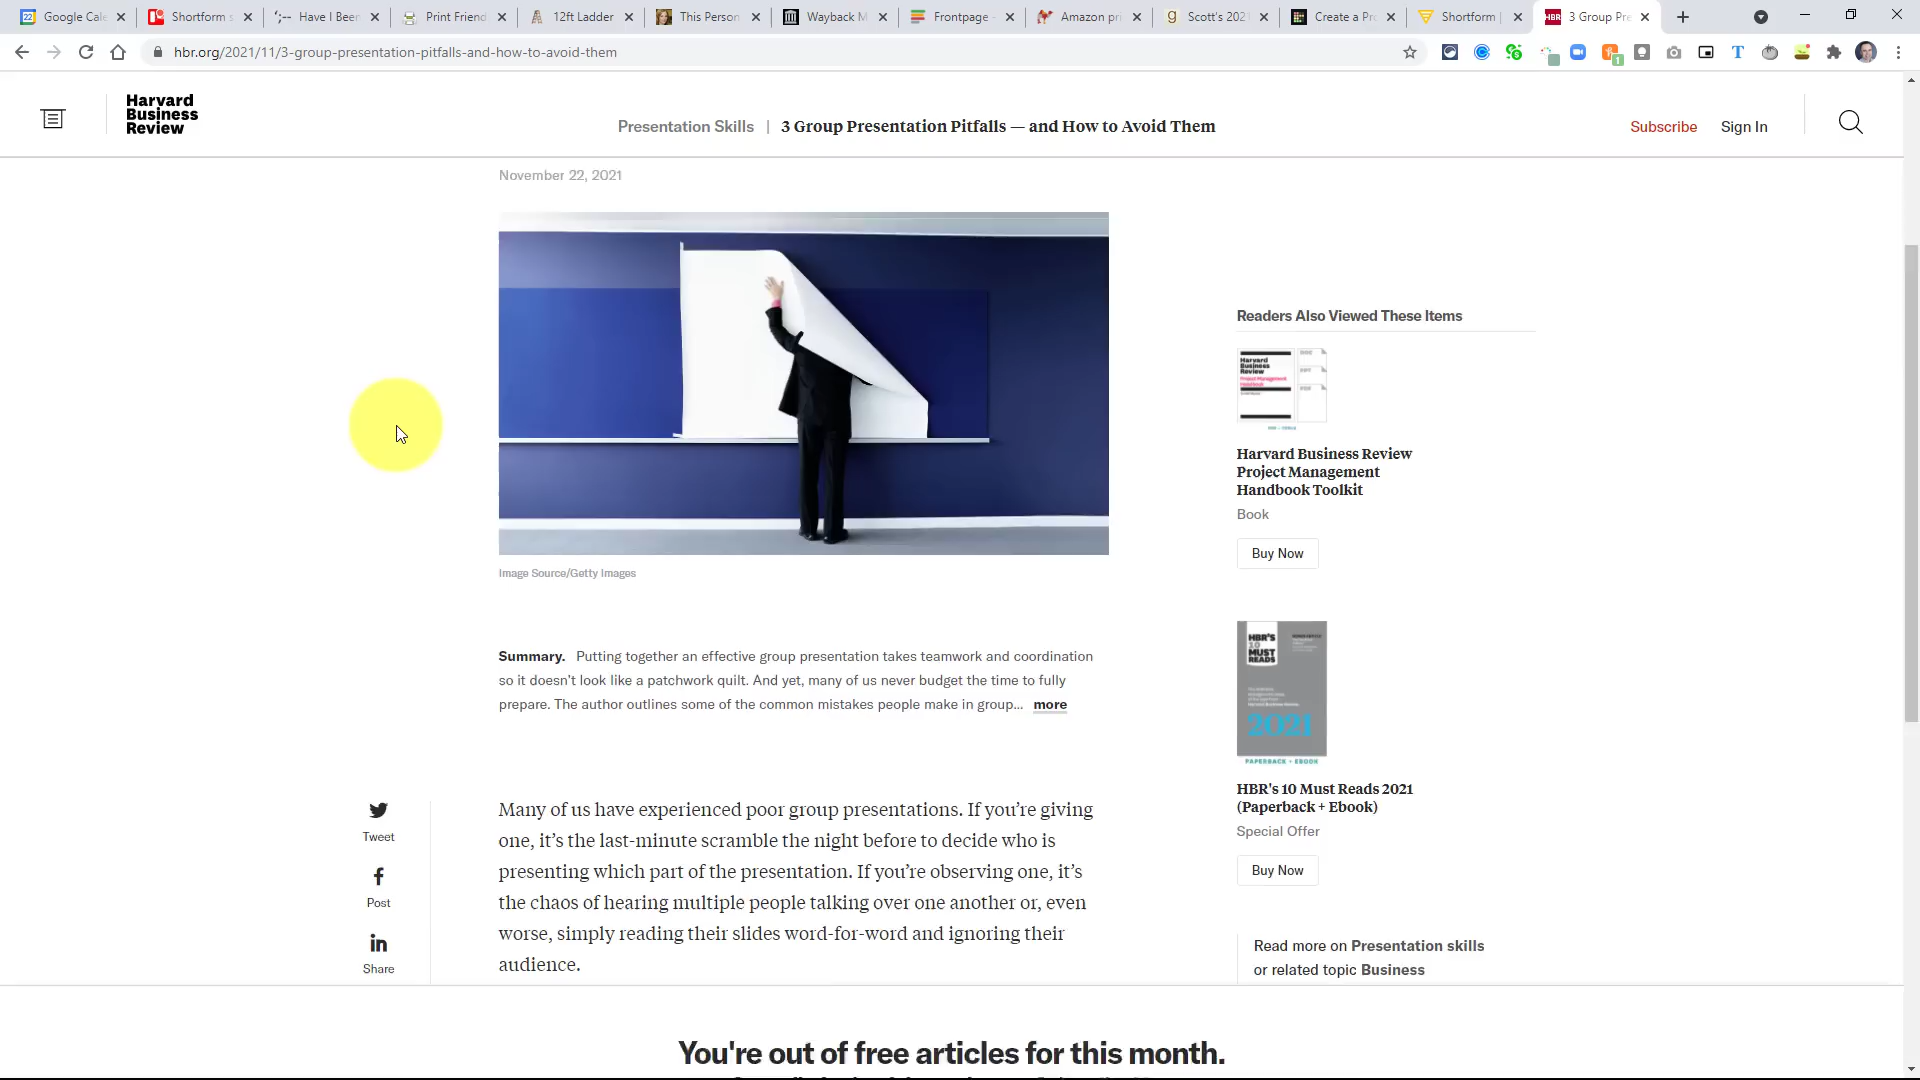 Google Cale
Shortform s
Have I Been
Print Friend
12ft Ladder
This Person
Wayback M
Frontpage -
Amazon pri
Scott's 2021
Create a Pro
Shortform |
3 Group Pre
hbr.org/2021/11/3-group-presentation-pitfalls-and-how-to-avoid-them
Harvard
Business
Review
Presentation Skills | 3 Group Presentation Pitfalls — and How to Avoid Them
Subscribe
Sign In
November 22, 2021
Image Source/Getty Images
Summary. Putting together an effective group presentation takes teamwork and coordination
so it doesn’t look like a patchwork quilt. And yet, many of us never budget the time to fully
prepare. The author outlines some of the common mistakes people make in group... more
Tweet
Post
Share
Many of us have experienced poor group presentations. If you’re giving
one, it’s the last-minute scramble the night before to decide who is
presenting which part of the presentation. If you’re observing one, it’s
the chaos of hearing multiple people talking over one another or, even
worse, simply reading their slides word-for-word and ignoring their
audience.
Readers Also Viewed These Items
Harvard
Business
Review
Project Management
Harvard Business Review
Project Management
Handbook Toolkit
Book
Buy Now
HBR'S
10
MUST
READS
2021
PAPERBACK + EBOOK
HBR's 10 Must Reads 2021
(Paperback + Ebook)
Special Offer
Buy Now
Read more on Presentation skills
or related topic Business
You're out of free articles for this month.